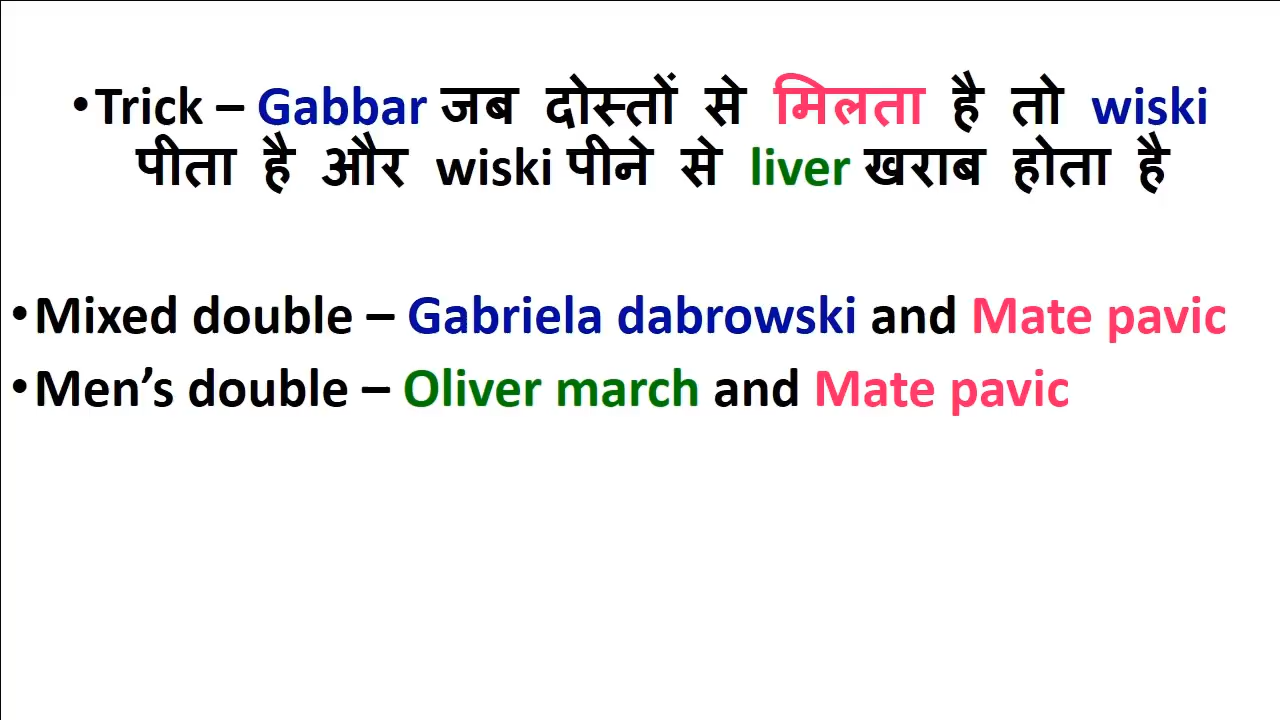 •Trick – Gabbar जब दोस्तों से मिलता है तो wiski
पीता है और wiski पीने से liver खराब होता है
•Mixed double – Gabriela dabrowski and Mate pavic
•Men’s double – Oliver march and Mate pavic